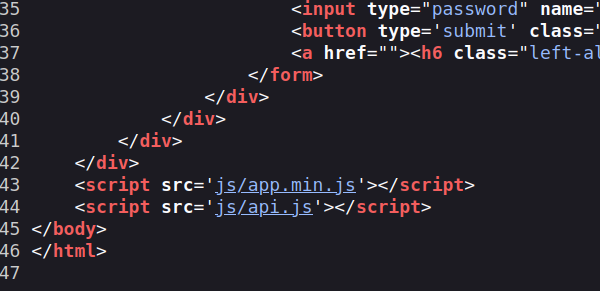 35 <input type="password" name='
36 <button type='submit' class=
37 <a href=""><h6 class="left-al
38 </form>
39 </div>
40 </div>
41 </div>
42 </div>
43 <script src='js/app.min.js'></script>
44 <script src='js/api.js'></script>
45 </body>
46 </html>
47